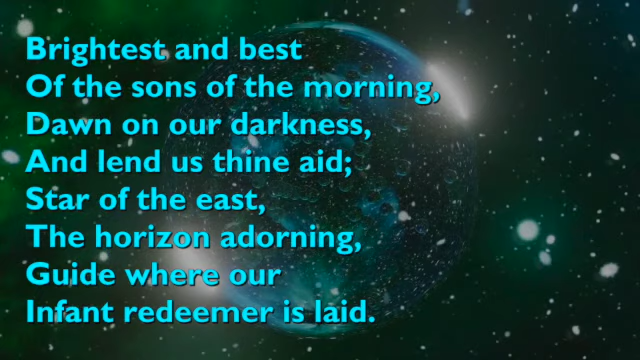 Brightest and best
Of the sons of the morning,
Dawn on our darkness,
And lend us thine aid;
Star of the east,
The horizon adorning,
Guide where our
Infant redeemer is laid.